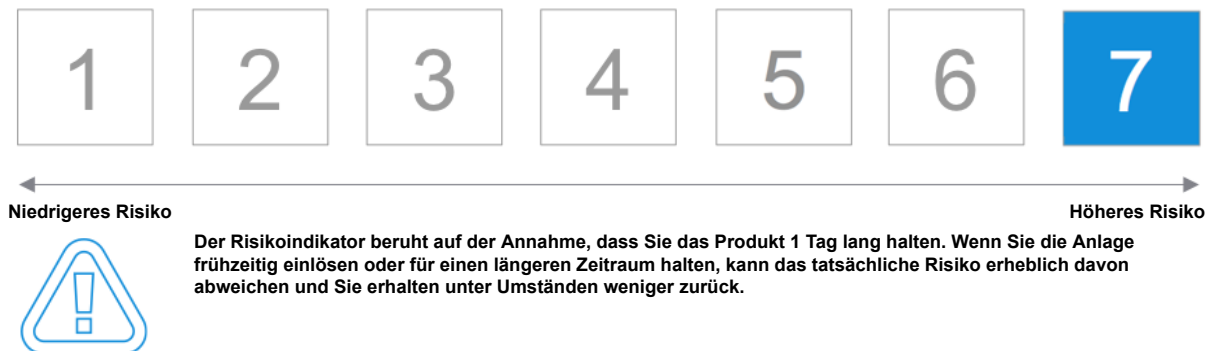 1 2 3 4 5 6 7
Niedrigeres Risiko Höheres Risiko
Der Risikoindikator beruht auf der Annahme, dass Sie das Produkt 1 Tag lang halten. Wenn Sie die Anlage
frühzeitig einlösen oder für einen längeren Zeitraum halten, kann das tatsächliche Risiko erheblich davon
abweichen und Sie erhalten unter Umständen weniger zurück.